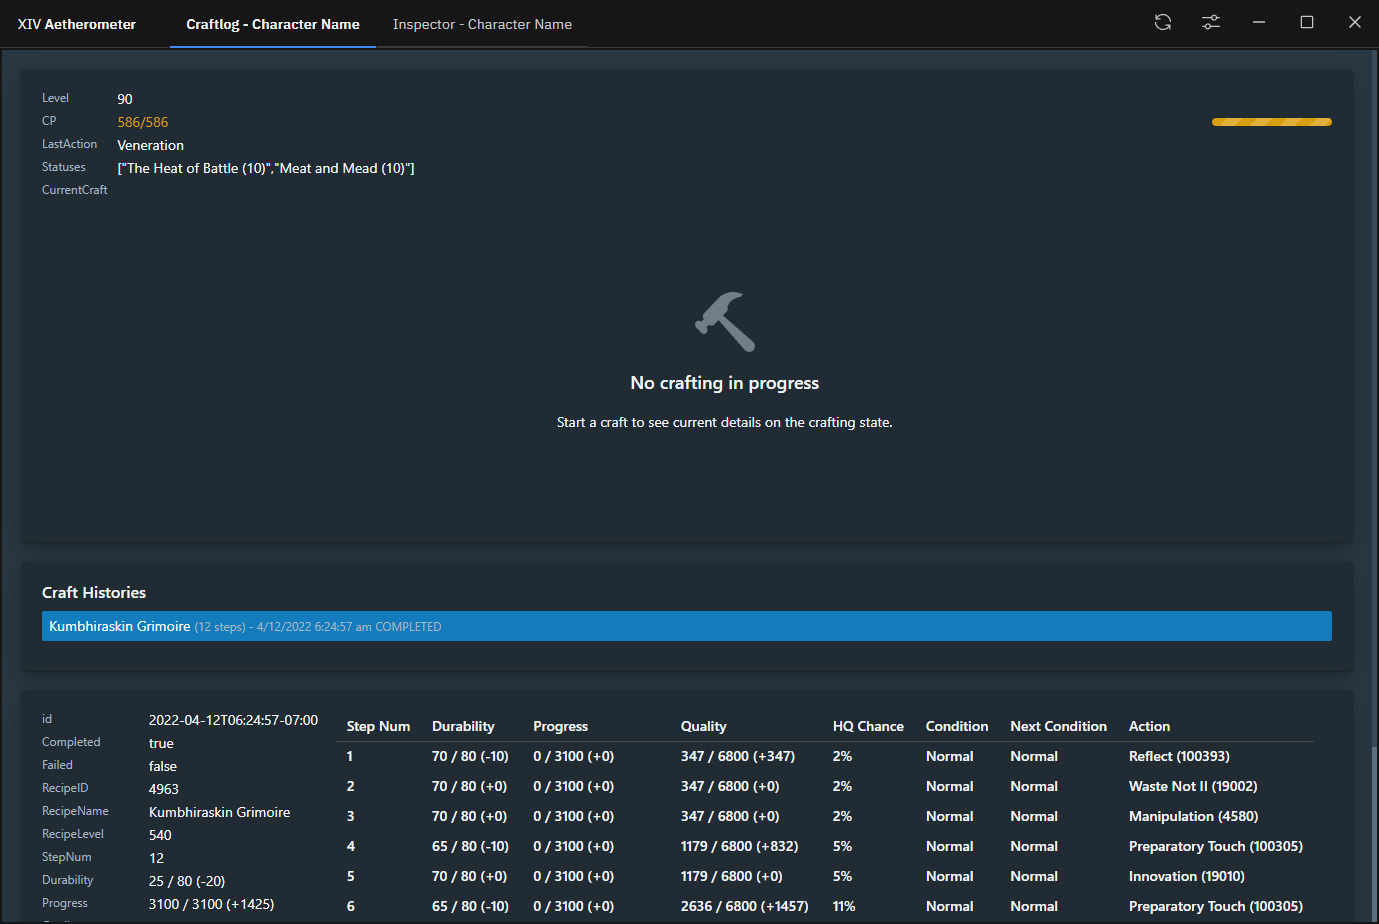 XIV Aetherometer Craftlog - Character Name Inspector - Character Name
Level 90
CP 586/586
LastAction Veneration
Statuses ["The Heat of Battle (10)","Meat and Mead (10)"]
CurrentCraft
No crafting in progress
Start a craft to see current details on the crafting state.
Craft Histories
Kumbhiraskin Grimoire (12 steps) - 4/12/2022 6:24:57 am COMPLETED
id 2022-04-12T06:24:57-07:00
Completed true
Failed false
RecipeID 4963
RecipeName Kumbhiraskin Grimoire
RecipeLevel 540
StepNum 12
Durability 25 / 80 (-20)
Progress 3100 / 3100 (+1425)
Step Num Durability Progress Quality HQ Chance Condition Next Condition Action
1 70 / 80 (-10) 0 / 3100 (+0) 347 / 6800 (+347) 2% Normal Normal Reflect (100393)
2 70 / 80 (+0) 0 / 3100 (+0) 347 / 6800 (+0) 2% Normal Normal Waste Not II (19002)
3 70 / 80 (+0) 0 / 3100 (+0) 347 / 6800 (+0) 2% Normal Normal Manipulation (4580)
4 65 / 80 (-10) 0 / 3100 (+0) 1179 / 6800 (+832) 5% Normal Normal Preparatory Touch (100305)
5 70 / 80 (+0) 0 / 3100 (+0) 1179 / 6800 (+0) 5% Normal Normal Innovation (19010)
6 65 / 80 (-10) 0 / 3100 (+0) 2636 / 6800 (+1457) 11% Normal Normal Preparatory Touch (100305)